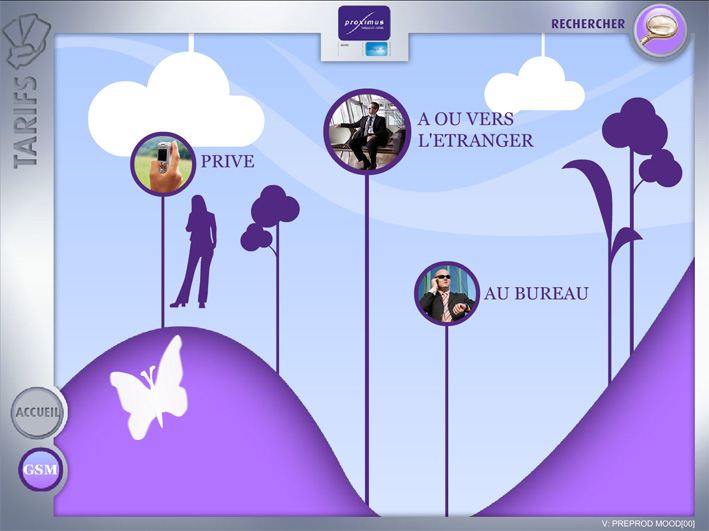 TARIFS
proximus
RECHERCHER
PRIVE
A OU VERS
L'ETRANGER
AU BUREAU
ACCUEIL
GSM
V: PREPROD MOOD[00]